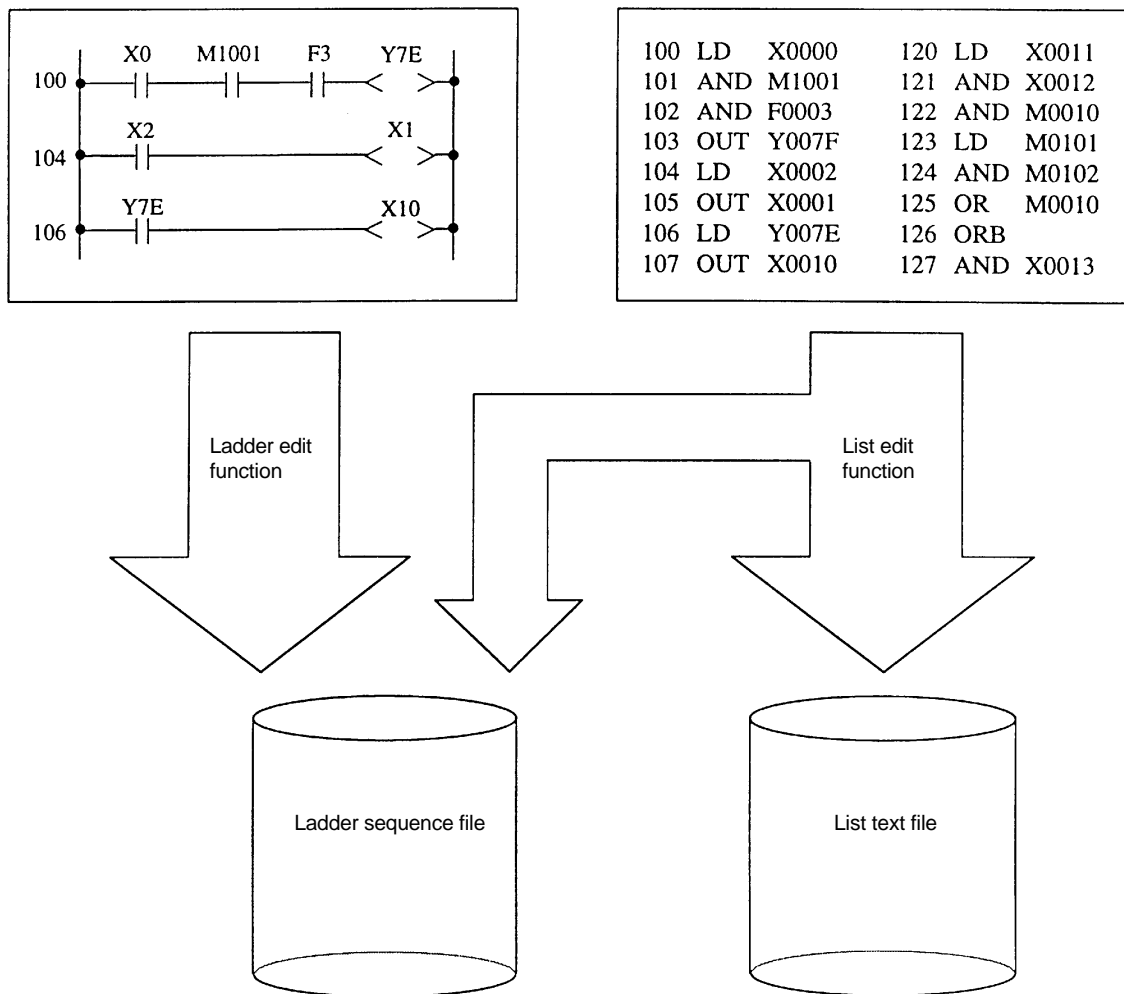 X0 M1001 F3 Y7E
100
X2 X1
104
Y7E X10
106
100 LD X0000
101 AND M1001
102 AND F0003
103 OUT Y007F
104 LD X0002
105 OUT X0001
106 LD Y007E
107 OUT X0010
120 LD X0011
121 AND X0012
122 AND M0010
123 LD M0101
124 AND M0102
125 OR M0010
126 ORB
127 AND X0013
Ladder edit
function
List edit
function
Ladder sequence file
List text file